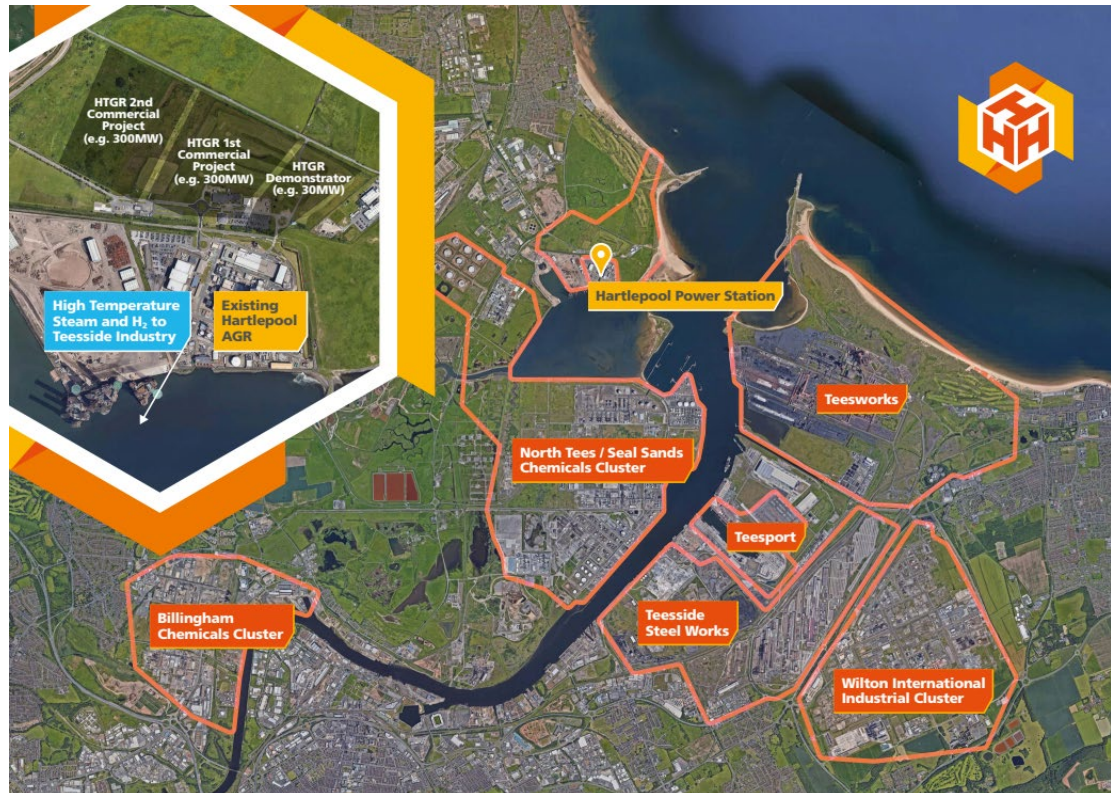 HTGR 2nd
Commercial
Project
(e.g. 300MW)
HTGR 1st
Commercial
Project
(e.g. 300MW)
HTGR
Demonstrator
(e.g. 30MW)
High Temperature
Steam and H₂ to
Teesside Industry
Existing
Hartlepool
AGR
HHH
Hartlepool Power Station
Teesworks
North Tees / Seal Sands
Chemicals Cluster
Teesport
Billingham
Chemicals Cluster
Teesside
Steel Works
Wilton International
Industrial Cluster